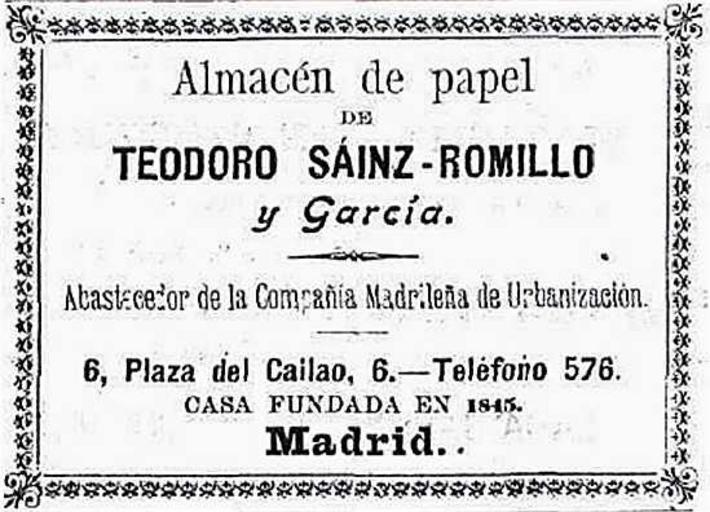 Almacén de papel
DE
TEODORO SÁINZ-ROMILLO
y García.
Abastecedor de la Compañía Madrileña de Urbanización.
6, Plaza del Callao, 6.—Teléfono 576.
CASA FUNDADA EN 1845.
Madrid.